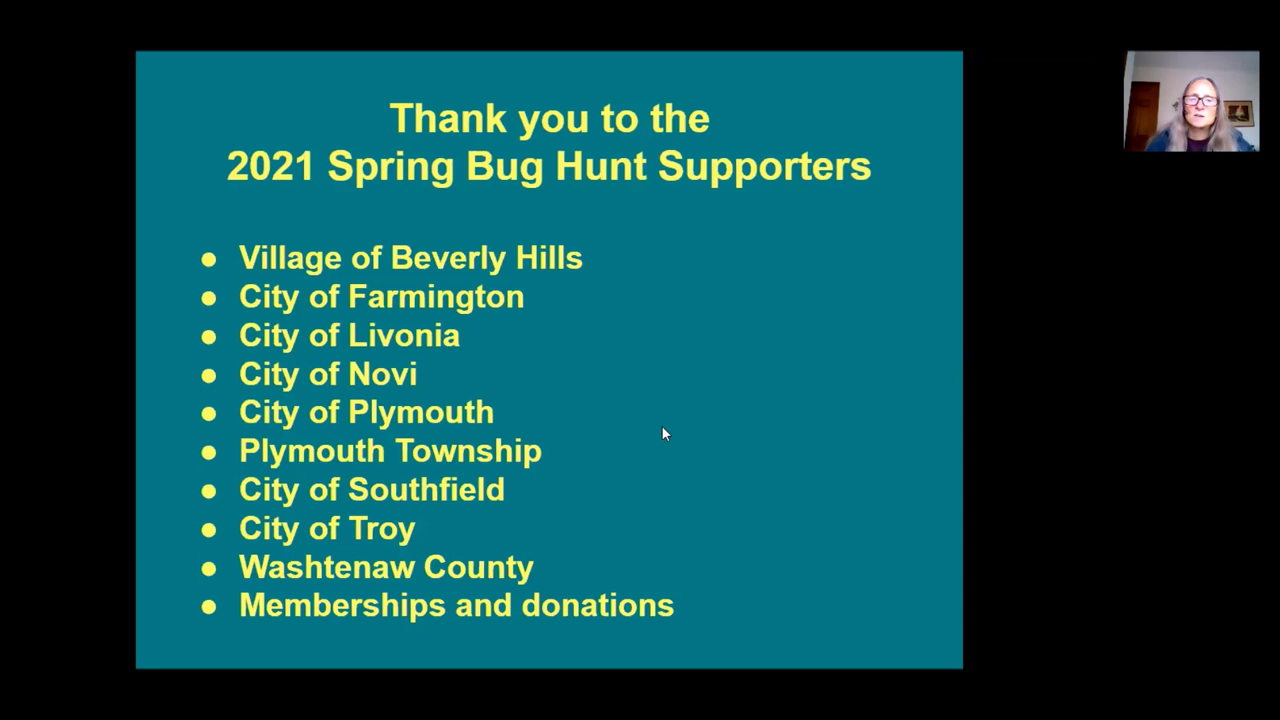 Thank you to the
2021 Spring Bug Hunt Supporters
● Village of Beverly Hills
● City of Farmington
● City of Livonia
● City of Novi
● City of Plymouth
● Plymouth Township
● City of Southfield
● City of Troy
● Washtenaw County
● Memberships and donations